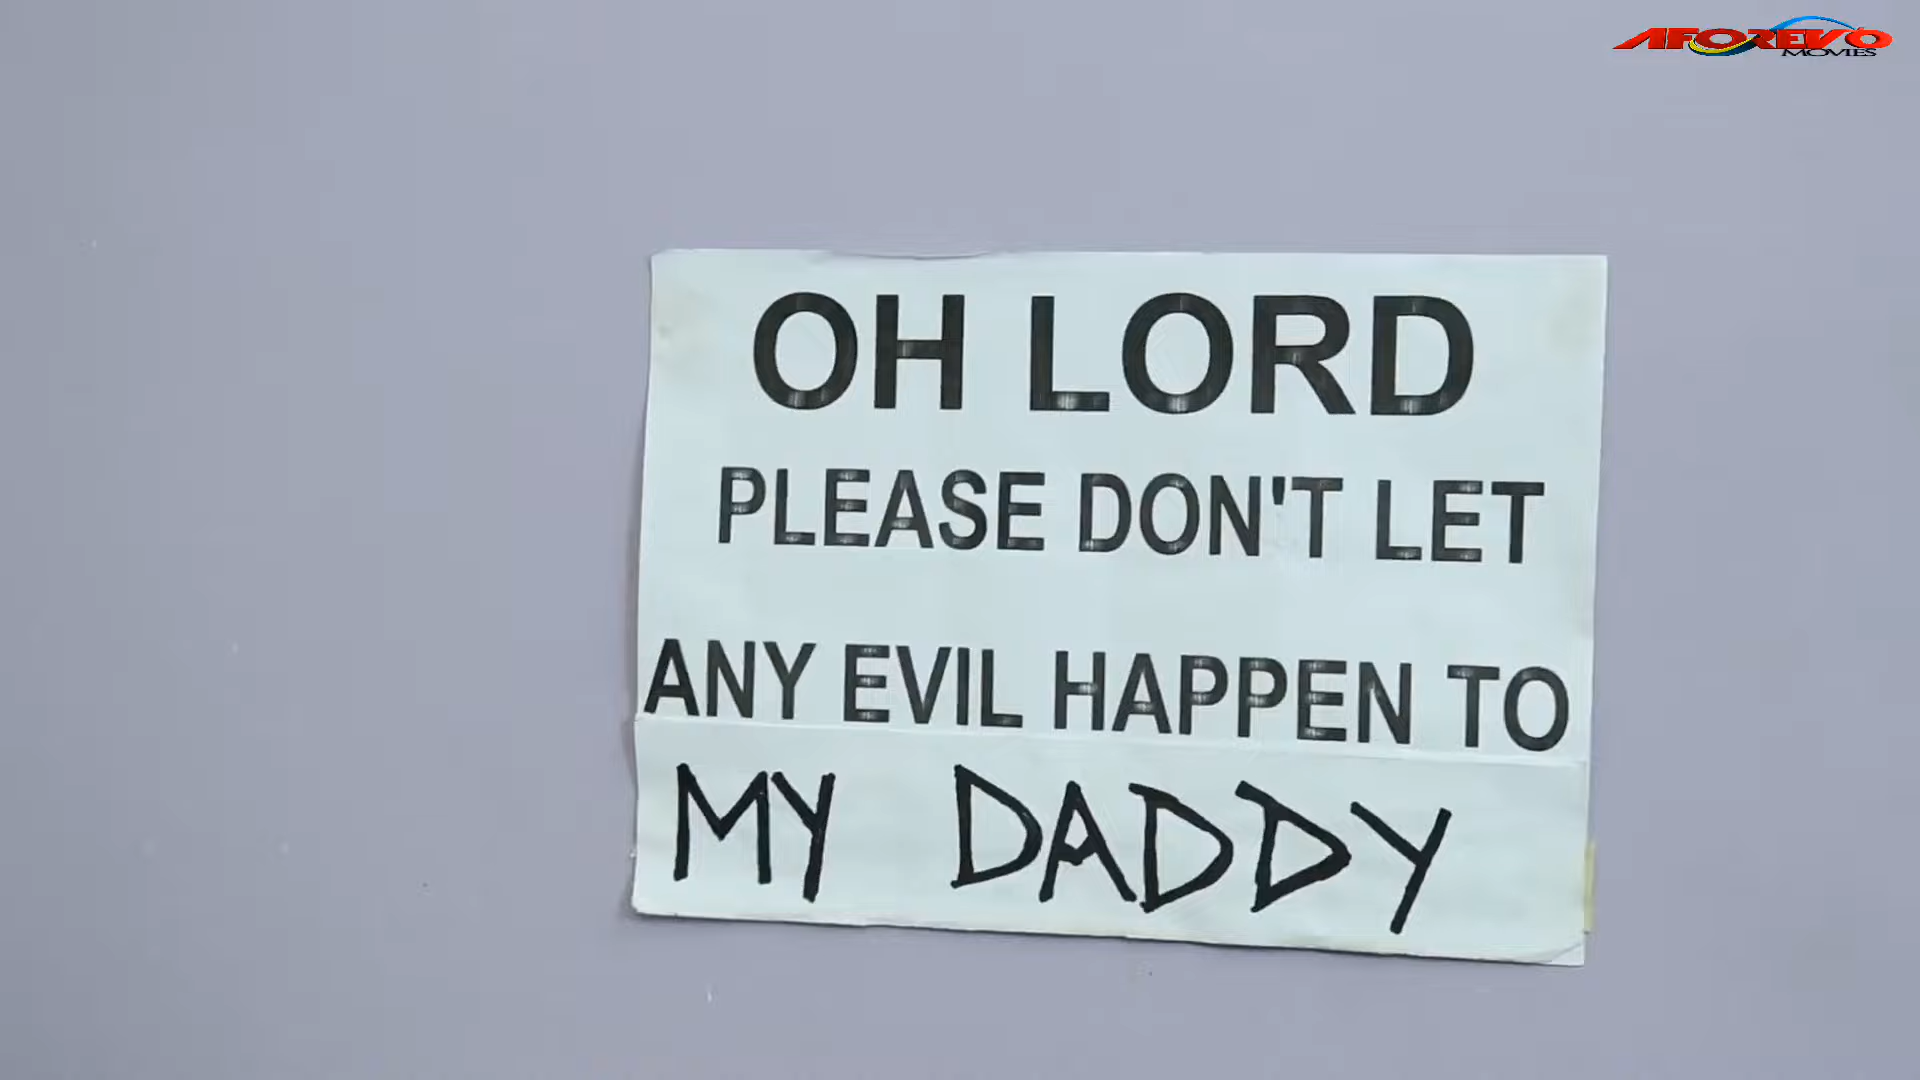 AFOREVO
MOVIES
OH LORD
PLEASE DON'T LET
ANY EVIL HAPPEN TO
MY DADDY